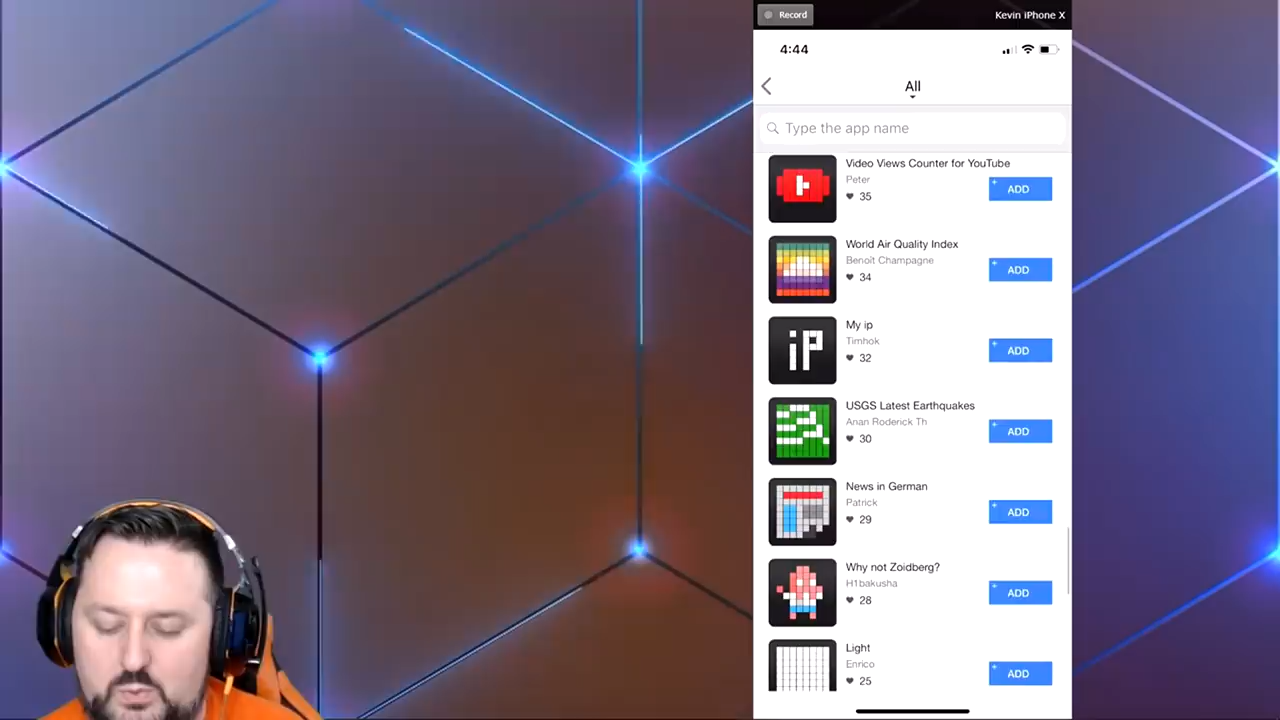 Record
Kevin iPhone X
4:44
All
Type the app name
Video Views Counter for YouTube
Peter
35
ADD
World Air Quality Index
Benoît Champagne
34
ADD
iP
My ip
Timhok
32
ADD
USGS Latest Earthquakes
Anan Roderick Th
30
ADD
News in German
Patrick
29
ADD
Why not Zoidberg?
H1bakusha
28
ADD
Light
Enrico
25
ADD